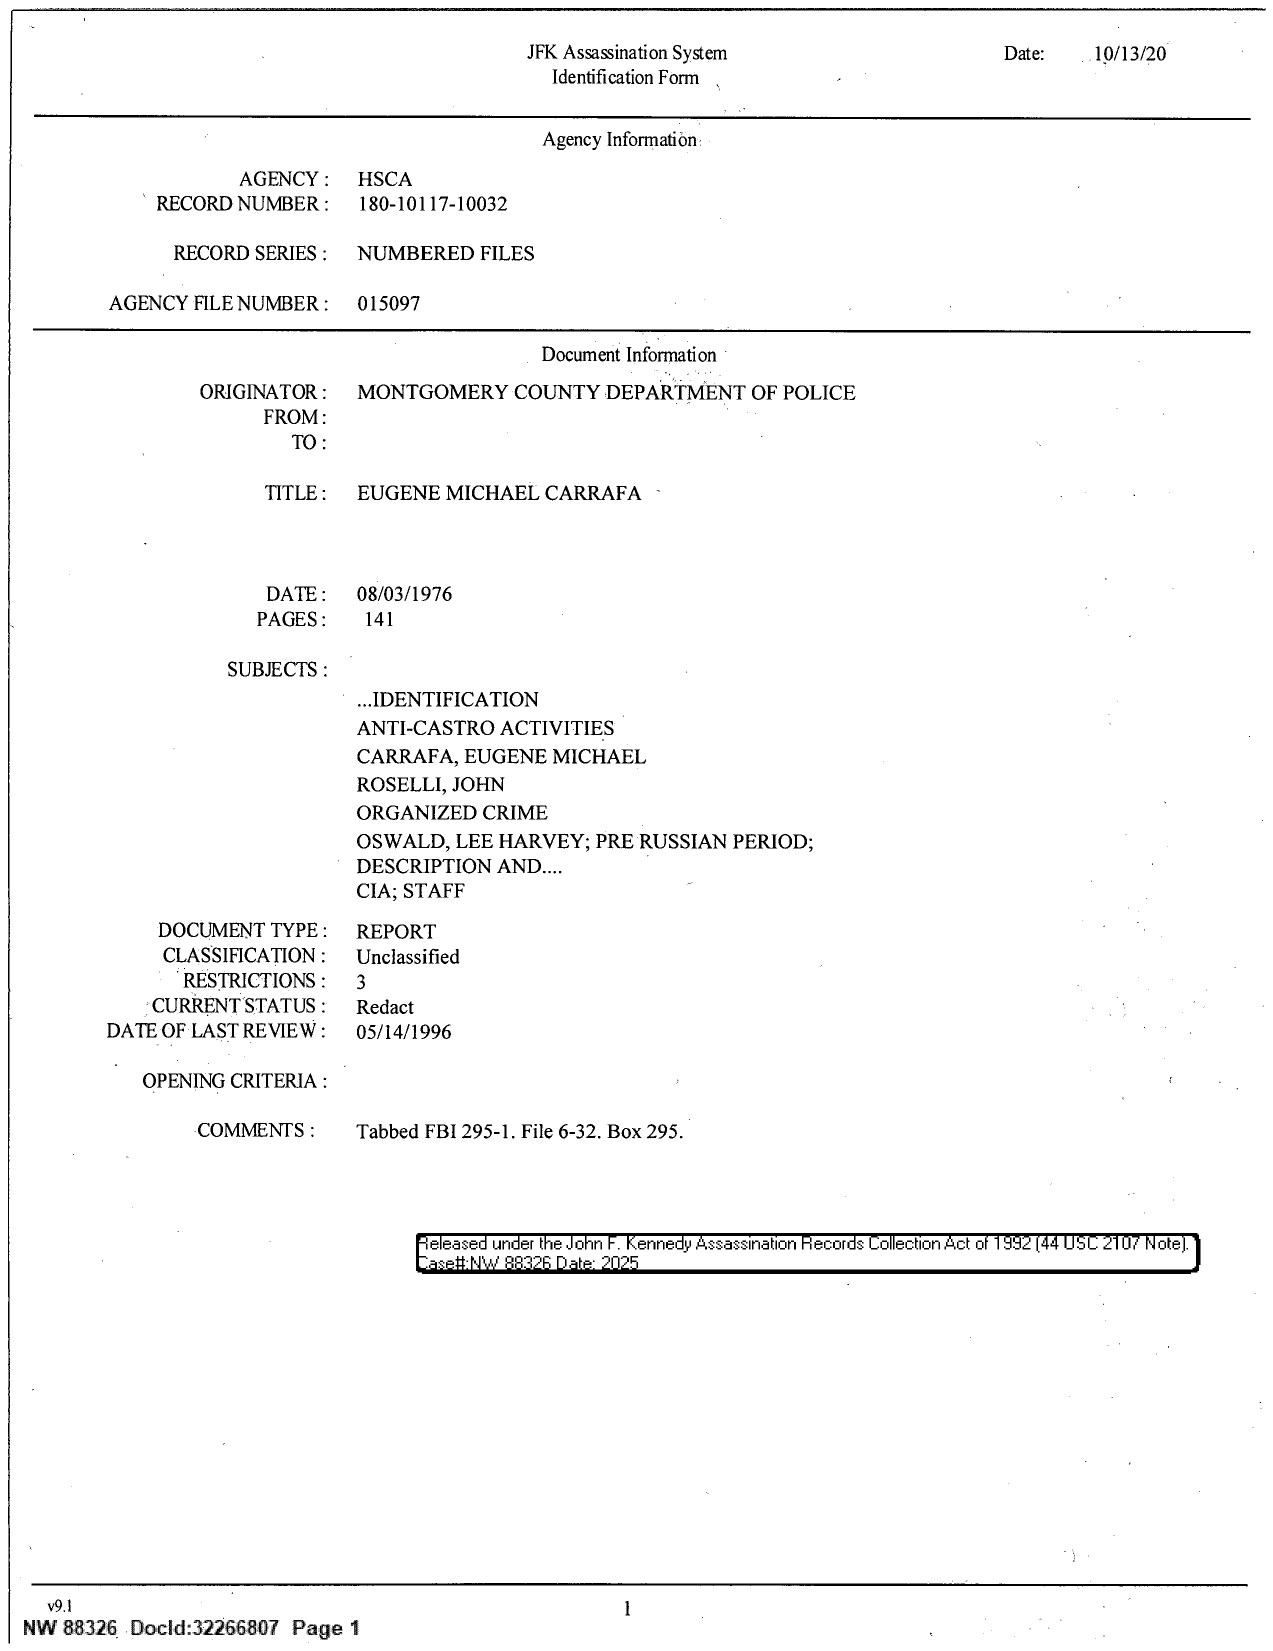 JFK Assassination System
Identification Form
Date: 10/13/20
Agency Information
AGENCY : HSCA
RECORD NUMBER : 180-10117-10032
RECORD SERIES : NUMBERED FILES
AGENCY FILE NUMBER : 015097
Document Information
ORIGINATOR : MONTGOMERY COUNTY DEPARTMENT OF POLICE
FROM :
TO :
TITLE : EUGENE MICHAEL CARRAFA
DATE : 08/03/1976
PAGES : 141
SUBJECTS :
...IDENTIFICATION
ANTI-CASTRO ACTIVITIES
CARRAFA, EUGENE MICHAEL
ROSELLI, JOHN
ORGANIZED CRIME
OSWALD, LEE HARVEY; PRE RUSSIAN PERIOD;
DESCRIPTION AND....
CIA; STAFF
DOCUMENT TYPE : REPORT
CLASSIFICATION : Unclassified
RESTRICTIONS : 3
CURRENT STATUS : Redact
DATE OF LAST REVIEW : 05/14/1996
OPENING CRITERIA :
COMMENTS : Tabbed FBI 295-1. File 6-32. Box 295.
Released under the John F. Kennedy Assassination Records Collection Act of 1992 (44 USC 2107 Note).
Case#:NW 88326 Date: 2025
v9.1
1
NW 88326 DocId:32266807 Page 1